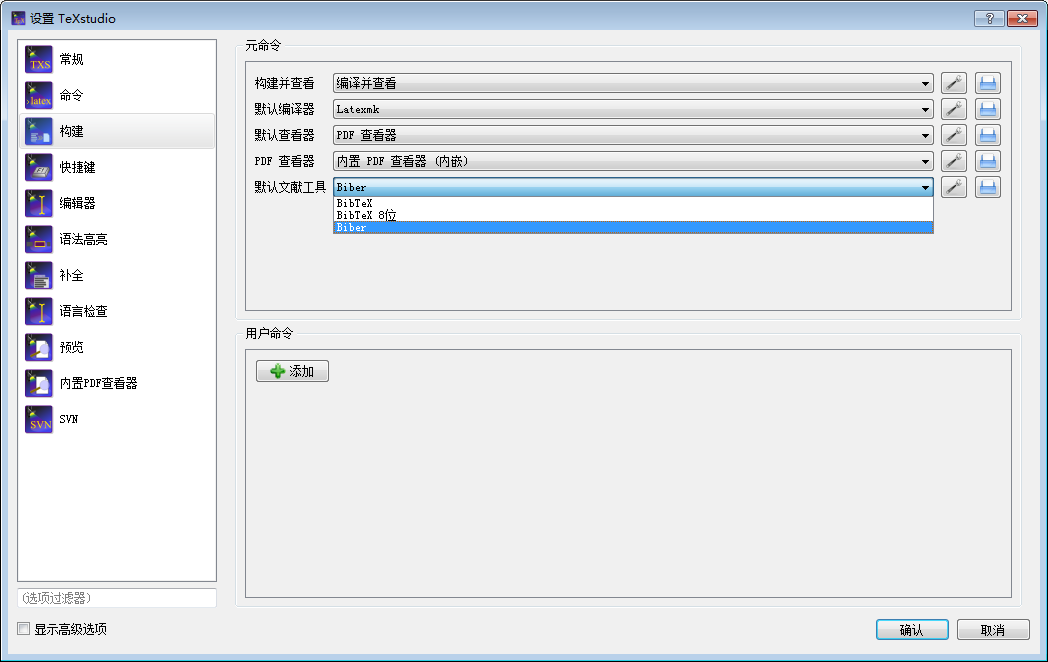 设置 TeXstudio
常规
命令
构建
快捷键
编辑器
语法高亮
补全
语言检查
预览
内置PDF查看器
SVN
(选项过滤器)
显示高级选项
元命令
构建并查看 编译并查看
默认编译器 Latexmk
默认查看器 PDF 查看器
PDF 查看器 内置 PDF 查看器 (内嵌)
默认文献工具 Biber
BibTeX
BibTeX 8位
Biber
用户命令
添加
确认 取消